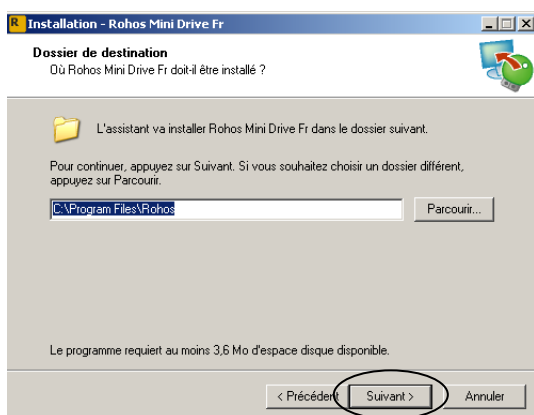 R Installation - Rohos Mini Drive Fr
Dossier de destination
Où Rohos Mini Drive Fr doit-il être installé ?
L'assistant va installer Rohos Mini Drive Fr dans le dossier suivant.
Pour continuer, appuyez sur Suivant. Si vous souhaitez choisir un dossier différent,
appuyez sur Parcourir.
C:\Program Files\Rohos
Parcourir...
Le programme requiert au moins 3,6 Mo d'espace disque disponible.
< Précédent Suivant > Annuler